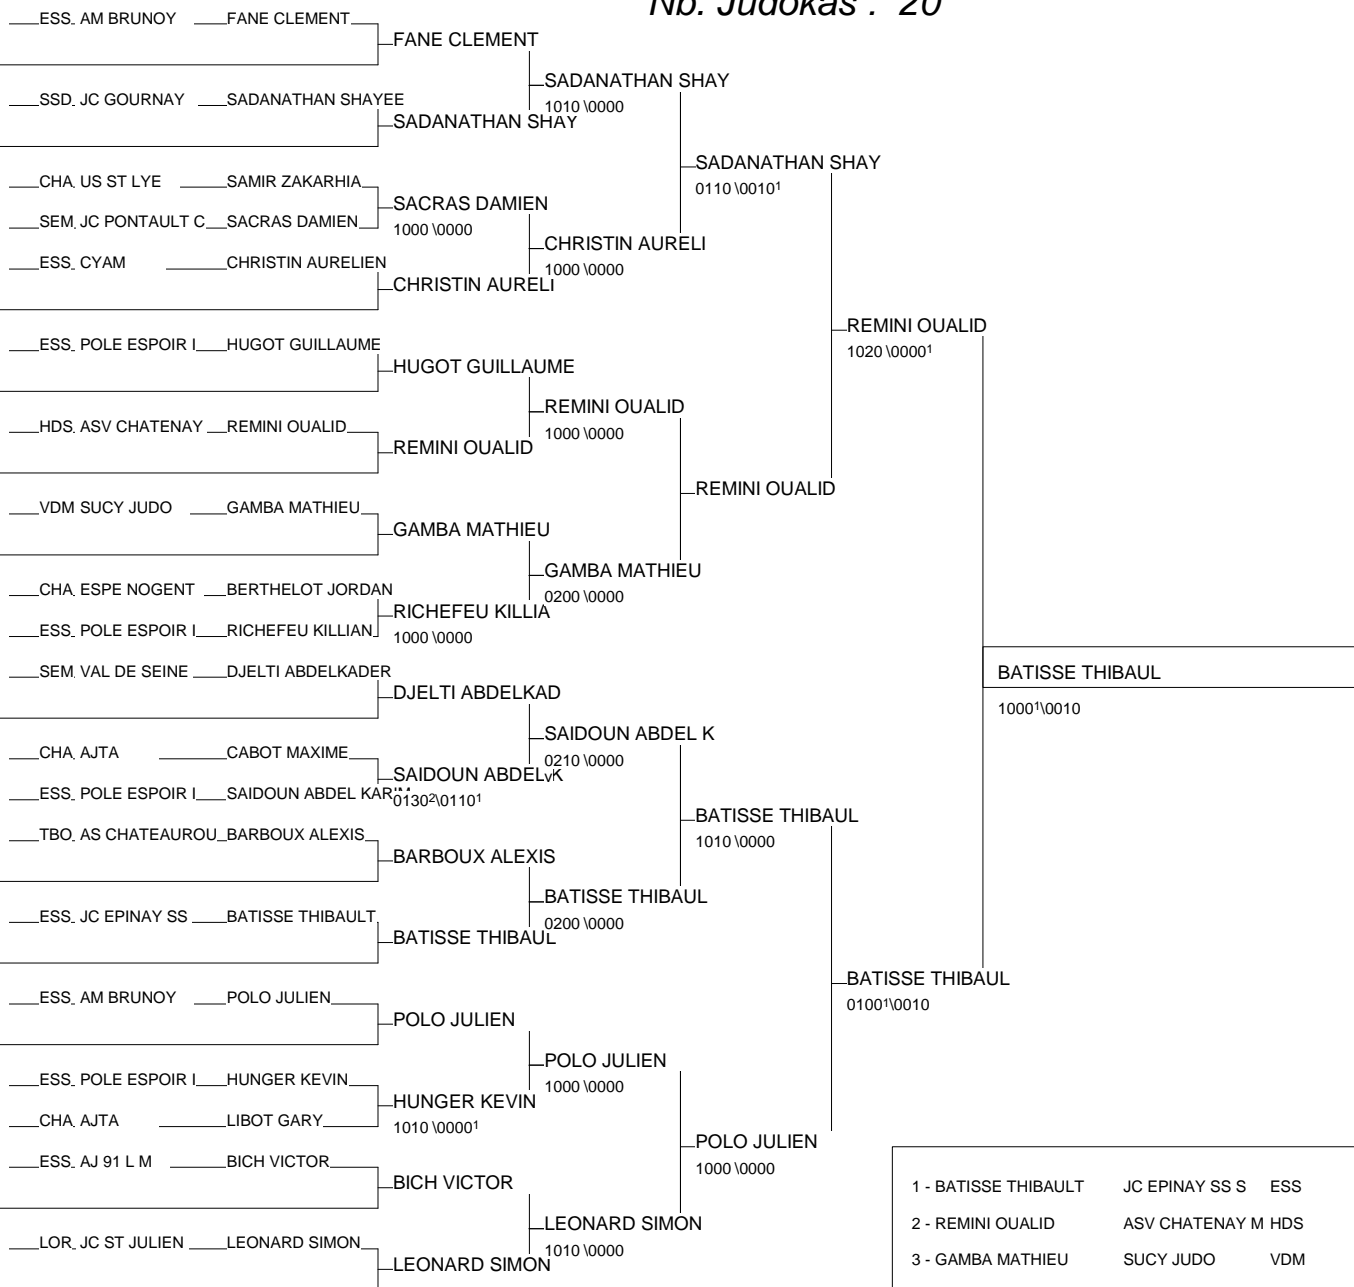 Nb. Judokas : 20
ESS AM BRUNOY FANE CLEMENT
FANE CLEMENT
SADANATHAN SHAY
1010 \0000
SSD JC GOURNAY SADANATHAN SHAYEE
SADANATHAN SHAY
SADANATHAN SHAY
0110 \0010¹
CHA US ST LYE SAMIR ZAKARHIA
SACRAS DAMIEN
1000 \0000
SEM JC PONTAULT C SACRAS DAMIEN
CHRISTIN AURELI
1000 \0000
ESS CYAM CHRISTIN AURELIEN
CHRISTIN AURELI
REMINI OUALID
1020 \0000¹
ESS POLE ESPOIR I HUGOT GUILLAUME
HUGOT GUILLAUME
REMINI OUALID
1000 \0000
HDS ASV CHATENAY REMINI OUALID
REMINI OUALID
REMINI OUALID
VDM SUCY JUDO GAMBA MATHIEU
GAMBA MATHIEU
GAMBA MATHIEU
0200 \0000
CHA ESPE NOGENT BERTHELOT JORDAN
RICHEFEU KILLIA
1000 \0000
ESS POLE ESPOIR I RICHEFEU KILLIAN
SEM VAL DE SEINE DJELTI ABDELKADER
BATISSE THIBAUL
1000¹\0010
DJELTI ABDELKAD
SAIDOUN ABDEL K
0210 \0000
CHA AJTA CABOT MAXIME
SAIDOUN ABDEL K
0130²\0110¹
ESS POLE ESPOIR I SAIDOUN ABDEL KARIM
BATISSE THIBAUL
1010 \0000
TBO AS CHATEAUROU BARBOUX ALEXIS
BARBOUX ALEXIS
BATISSE THIBAUL
0200 \0000
ESS JC EPINAY SS BATISSE THIBAULT
BATISSE THIBAUL
BATISSE THIBAUL
0100¹\0010
ESS AM BRUNOY POLO JULIEN
POLO JULIEN
POLO JULIEN
1000 \0000
ESS POLE ESPOIR I HUNGER KEVIN
HUNGER KEVIN
1010 \0000¹
CHA AJTA LIBOT GARY
POLO JULIEN
1000 \0000
ESS AJ 91 L M BICH VICTOR
BICH VICTOR
LEONARD SIMON
1010 \0000
LOR JC ST JULIEN LEONARD SIMON
LEONARD SIMON
1 - BATISSE THIBAULT JC EPINAY SS S ESS
2 - REMINI OUALID ASV CHATENAY M HDS
3 - GAMBA MATHIEU SUCY JUDO VDM